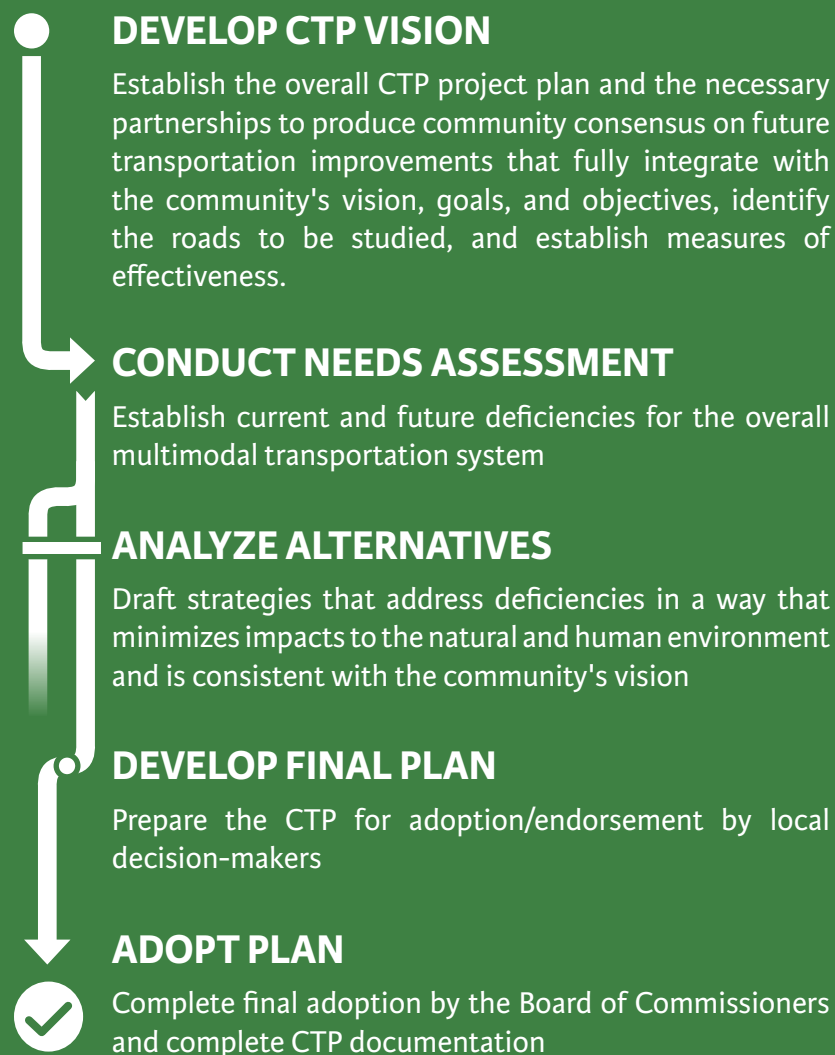 DEVELOP CTP VISION
Establish the overall CTP project plan and the necessary
partnerships to produce community consensus on future
transportation improvements that fully integrate with
the community's vision, goals, and objectives, identify
the roads to be studied, and establish measures of
effectiveness.
CONDUCT NEEDS ASSESSMENT
Establish current and future deficiencies for the overall
multimodal transportation system
ANALYZE ALTERNATIVES
Draft strategies that address deficiencies in a way that
minimizes impacts to the natural and human environment
and is consistent with the community's vision
DEVELOP FINAL PLAN
Prepare the CTP for adoption/endorsement by local
decision-makers
ADOPT PLAN
Complete final adoption by the Board of Commissioners
and complete CTP documentation